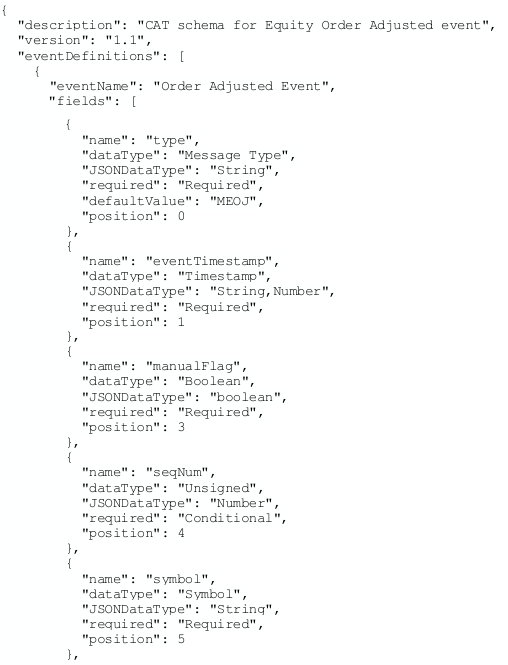 {
"description": "CAT schema for Equity Order Adjusted event",
"version": "1.1",
"eventDefinitions": [
{
"eventName": "Order Adjusted Event",
"fields": [
{
"name": "type",
"dataType": "Message Type",
"JSONDataType": "String",
"required": "Required",
"defaultValue": "MEOJ",
"position": 0
},
{
"name": "eventTimestamp",
"dataType": "Timestamp",
"JSONDataType": "String,Number",
"required": "Required",
"position": 1
},
{
"name": "manualFlag",
"dataType": "Boolean",
"JSONDataType": "boolean",
"required": "Required",
"position": 3
},
{
"name": "seqNum",
"dataType": "Unsigned",
"JSONDataType": "Number",
"required": "Conditional",
"position": 4
},
{
"name": "symbol",
"dataType": "Symbol",
"JSONDataType": "String",
"required": "Required",
"position": 5
},